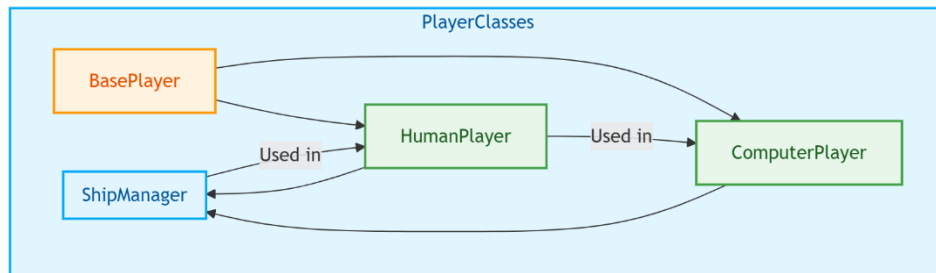 PlayerClasses
BasePlayer
HumanPlayer
Used in
Used in
ComputerPlayer
ShipManager